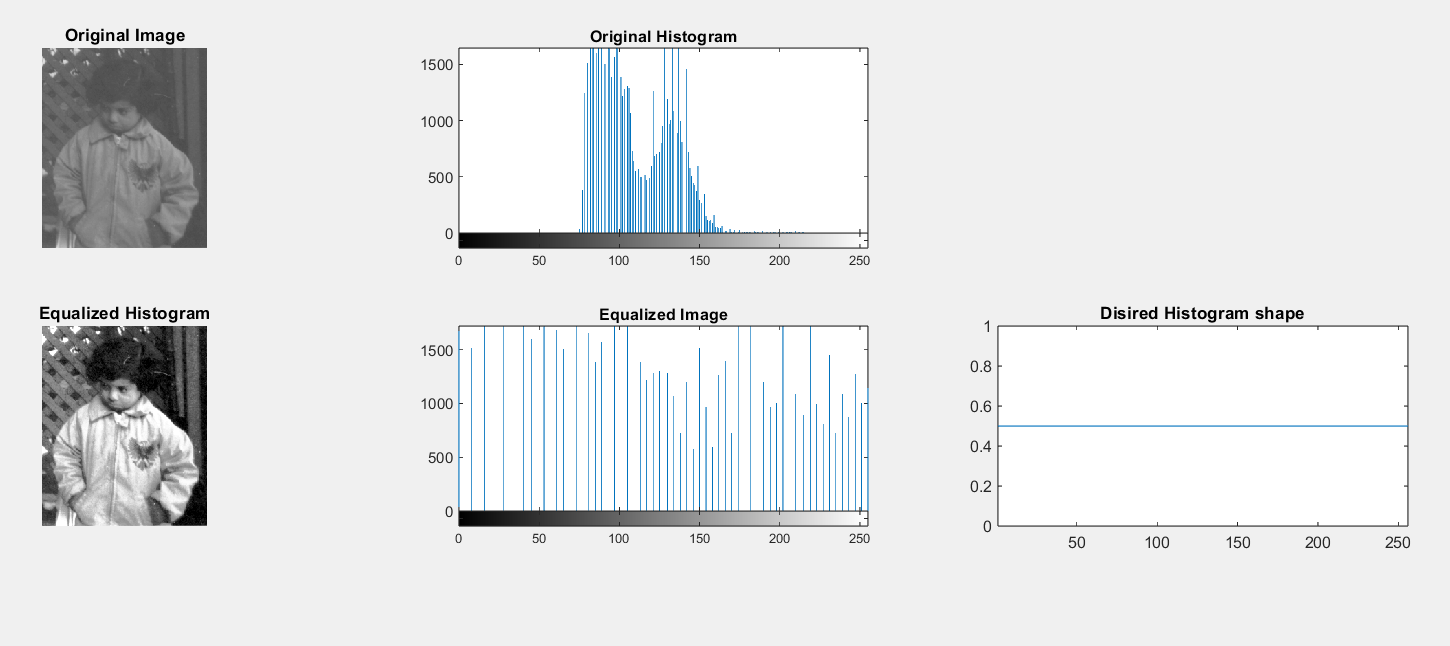 Original Image
Original Histogram
1500
1000
500
0
0 50 100 150 200 250
Equalized Histogram
Equalized Image
1500
1000
500
0
0 50 100 150 200 250
Disired Histogram shape
1
0.8
0.6
0.4
0.2
0
50 100 150 200 250